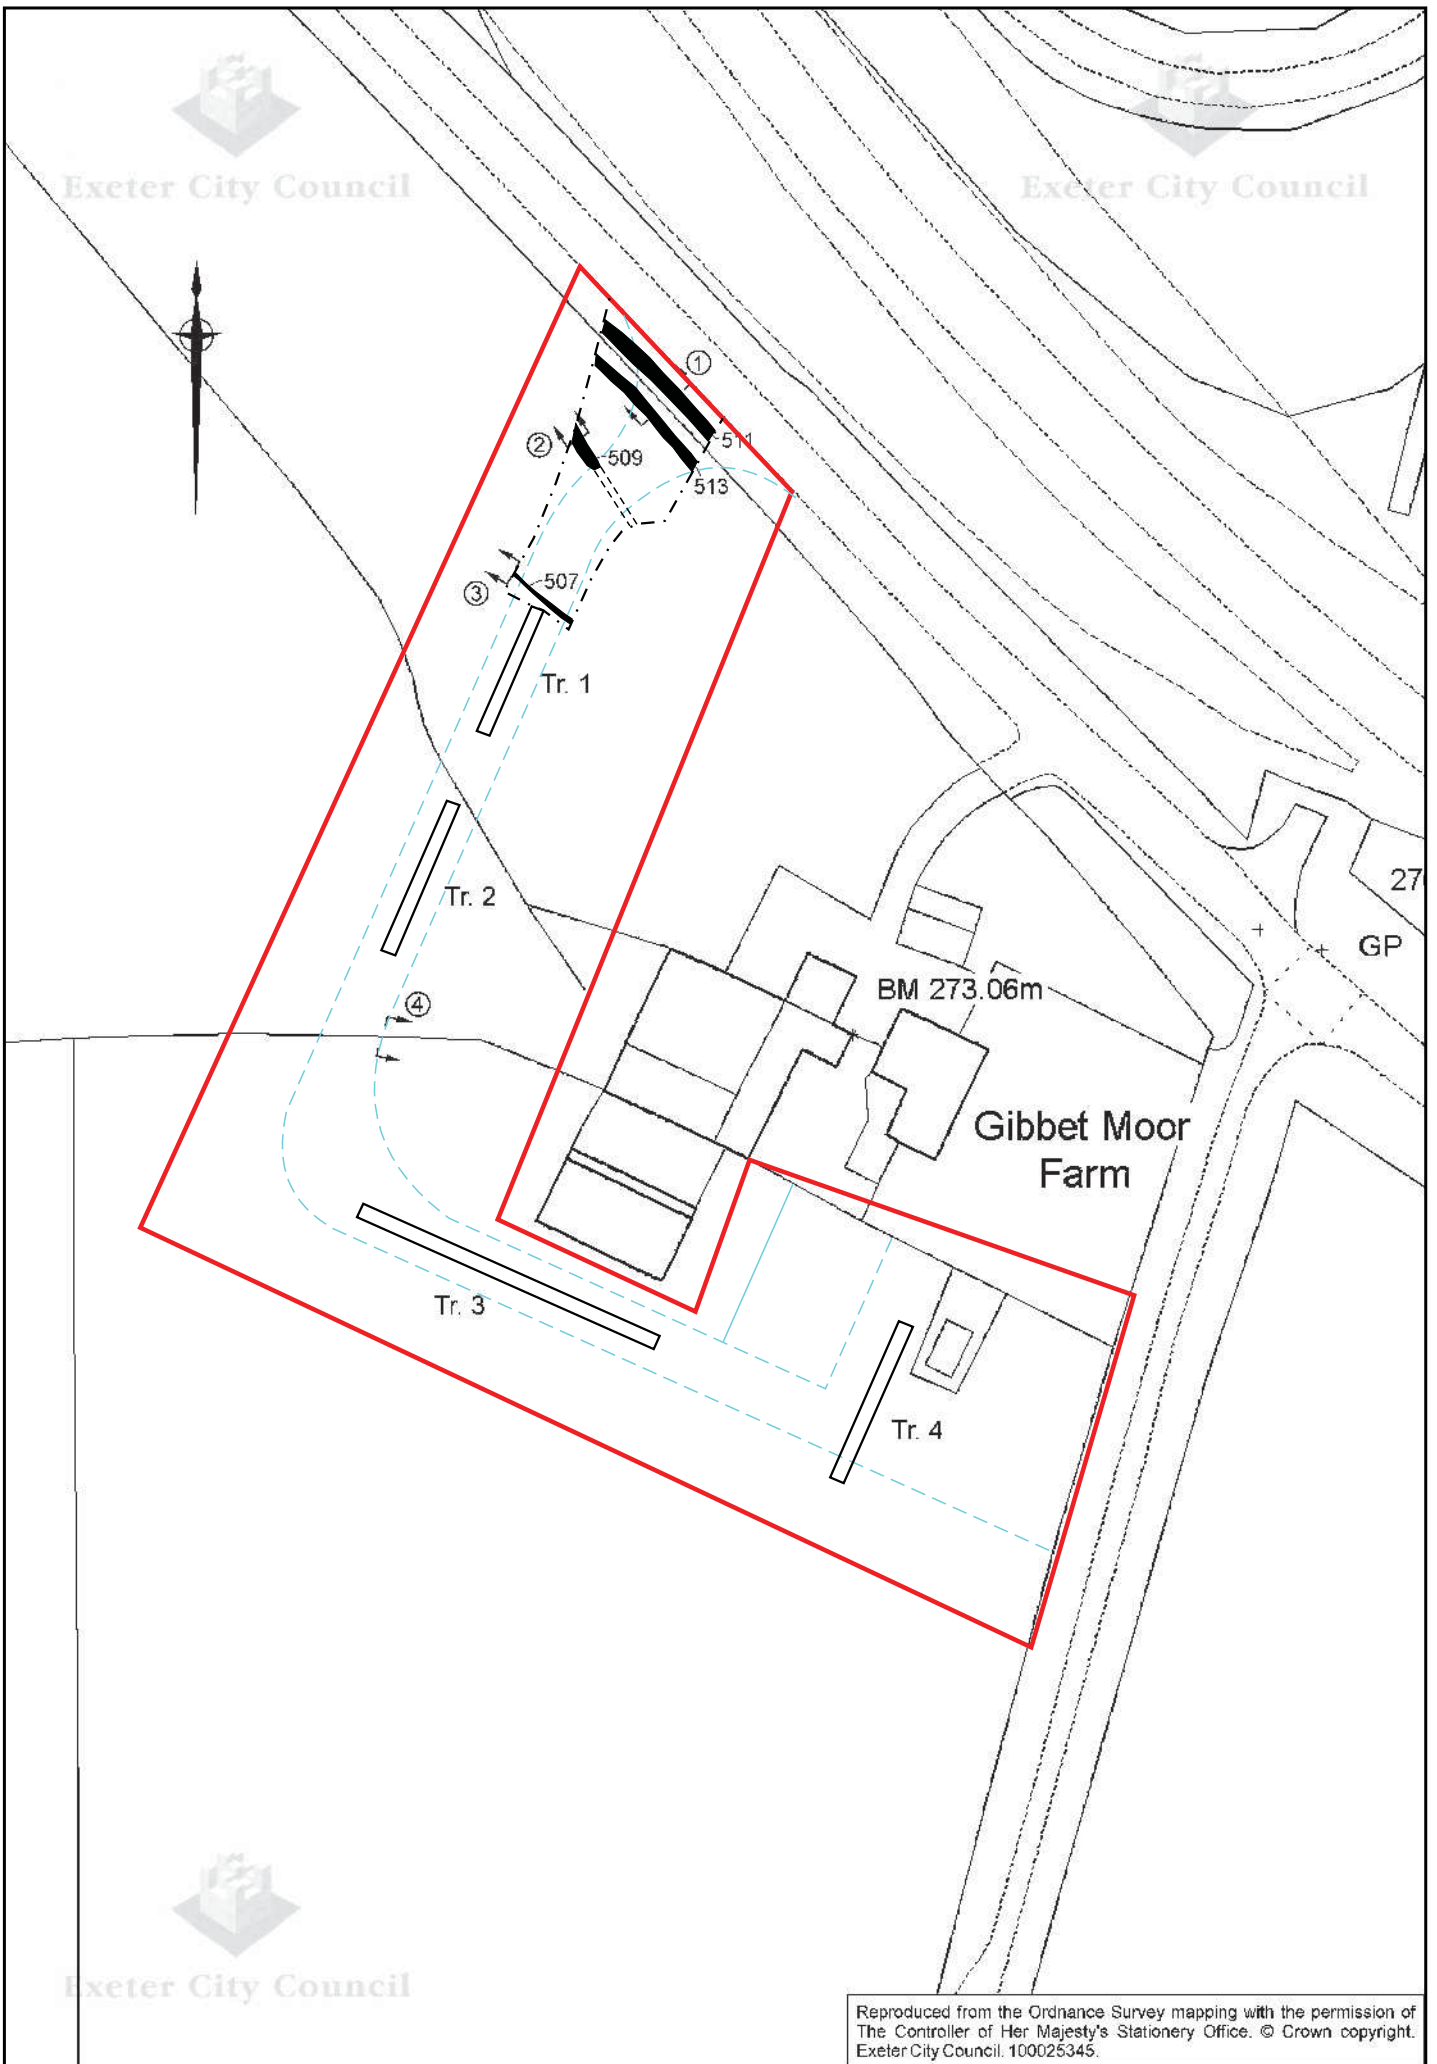 Exeter City Council
Exeter City Council
1
511
2
509
513
3
507
Tr. 1
Tr. 2
27
GP
BM 273.06m
4
Gibbet Moor
Farm
Tr. 3
Tr. 4
Exeter City Council
Reproduced from the Ordnance Survey mapping with the permission of
The Controller of Her Majesty's Stationery Office. © Crown copyright.
Exeter City Council. 100025345.